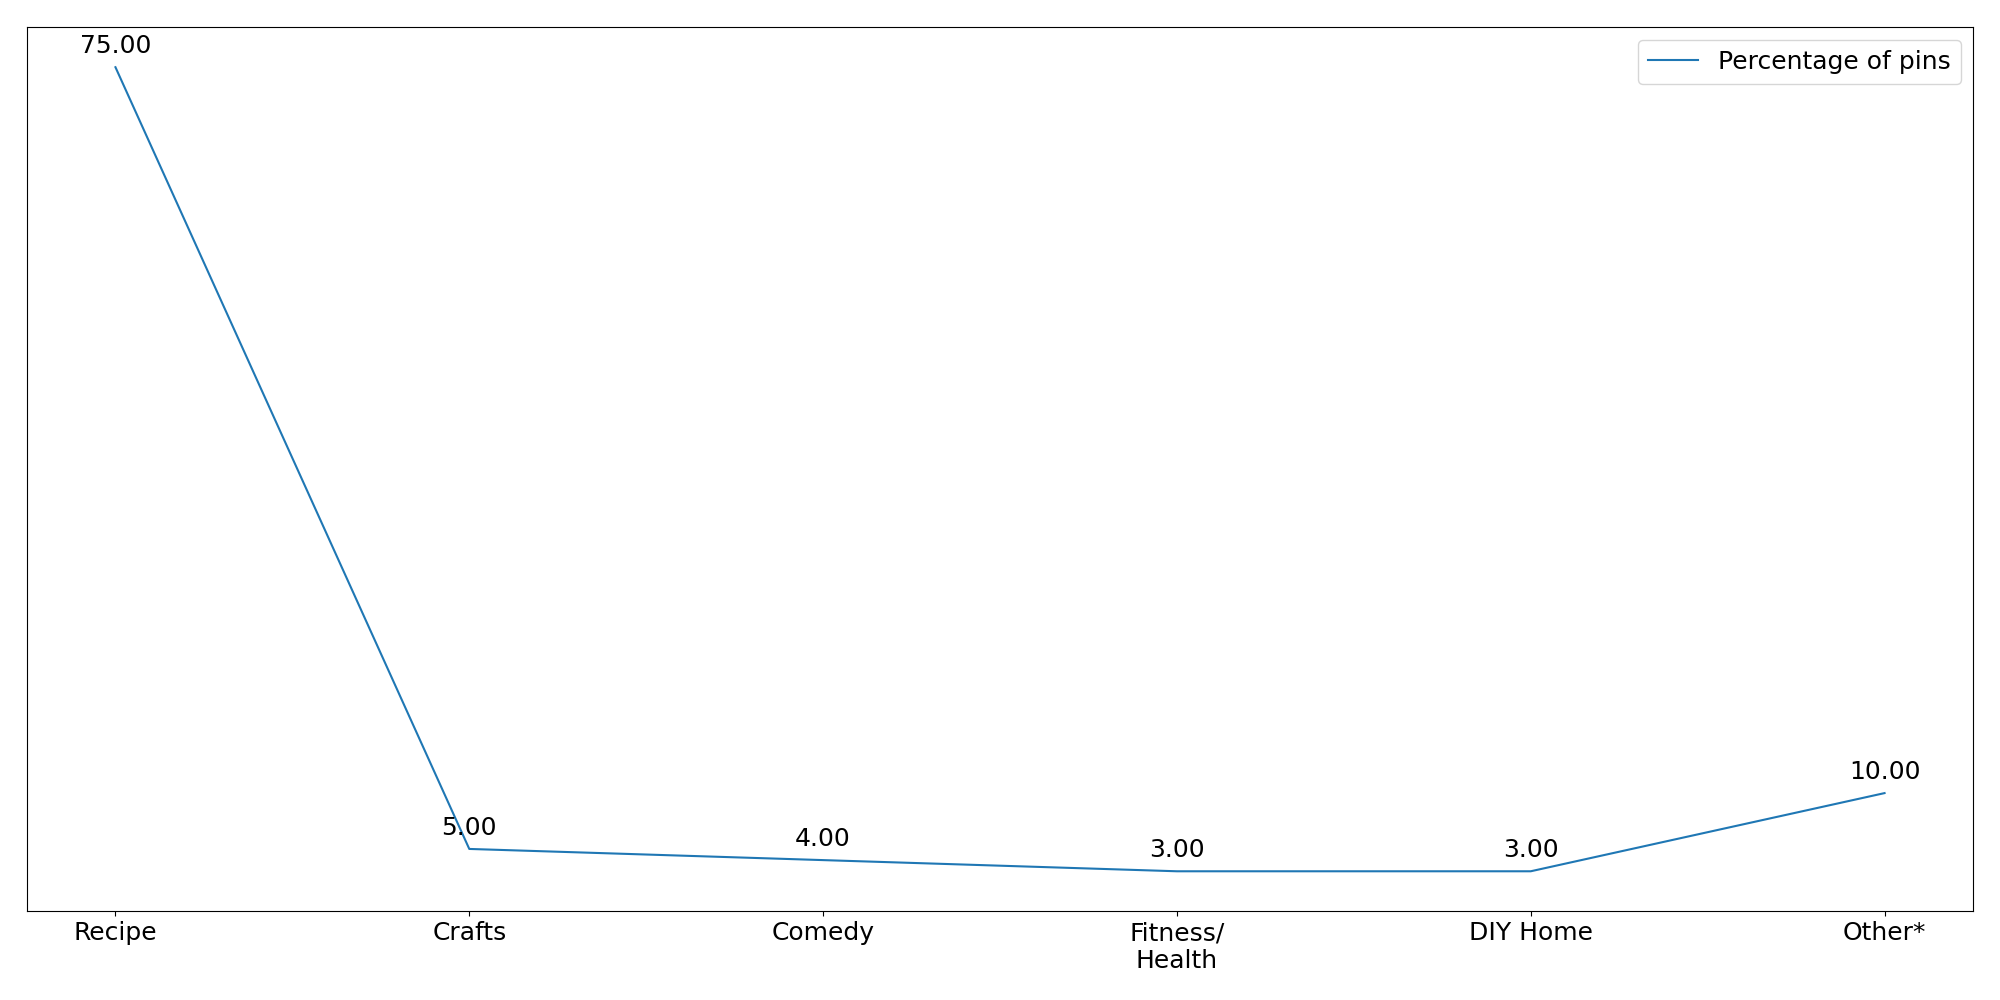 75.00
Percentage of pins
5.00
4.00
3.00
3.00
10.00
Recipe
Crafts
Comedy
Fitness/
Health
DIY Home
Other*